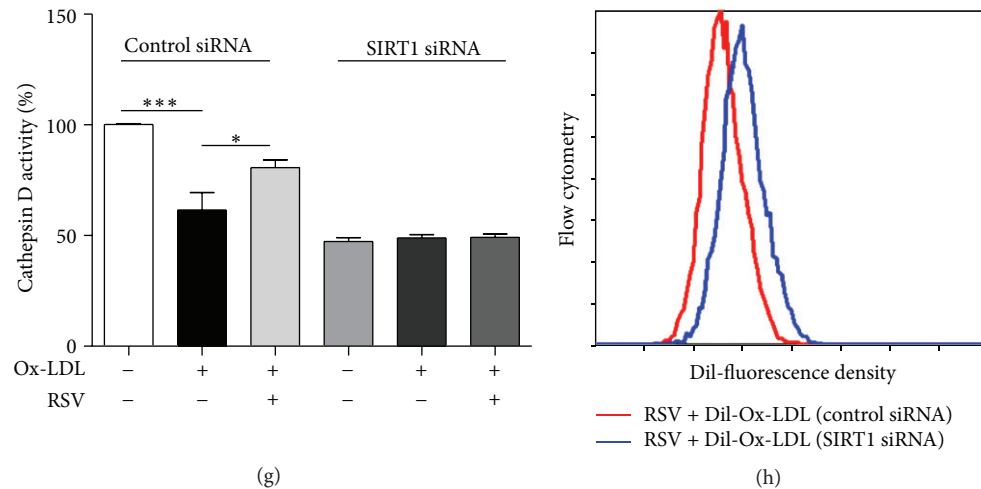 150
100
50
0
Cathepsin D activity (%)
Control siRNA
SIRT1 siRNA
***
*
Ox-LDL − + + − + +
RSV − − + − − +
(g)
Flow cytometry
Dil-fluorescence density
RSV + Dil-Ox-LDL (control siRNA)
RSV + Dil-Ox-LDL (SIRT1 siRNA)
(h)